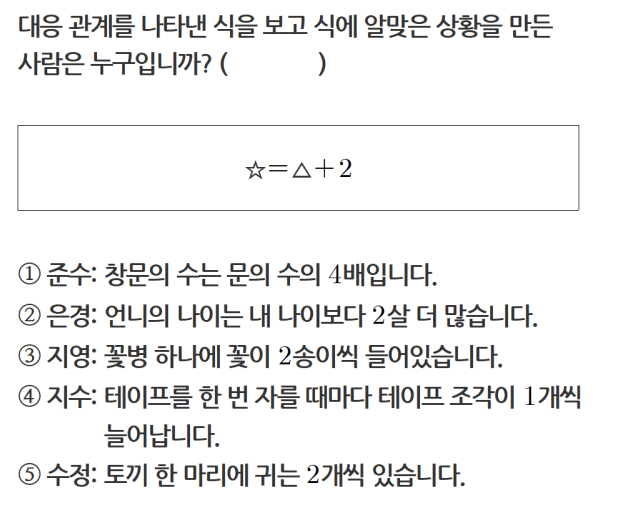 대응 관계를 나타낸 식을 보고 식에 알맞은 상황을 만든
사람은 누구입니까? (          )
☆=△+2
① 준수: 창문의 수는 문의 수의 4배입니다.
② 은경: 언니의 나이는 내 나이보다 2살 더 많습니다.
③ 지영: 꽃병 하나에 꽃이 2송이씩 들어있습니다.
④ 지수: 테이프를 한 번 자를 때마다 테이프 조각이 1개씩
늘어납니다.
⑤ 수정: 토끼 한 마리에 귀는 2개씩 있습니다.